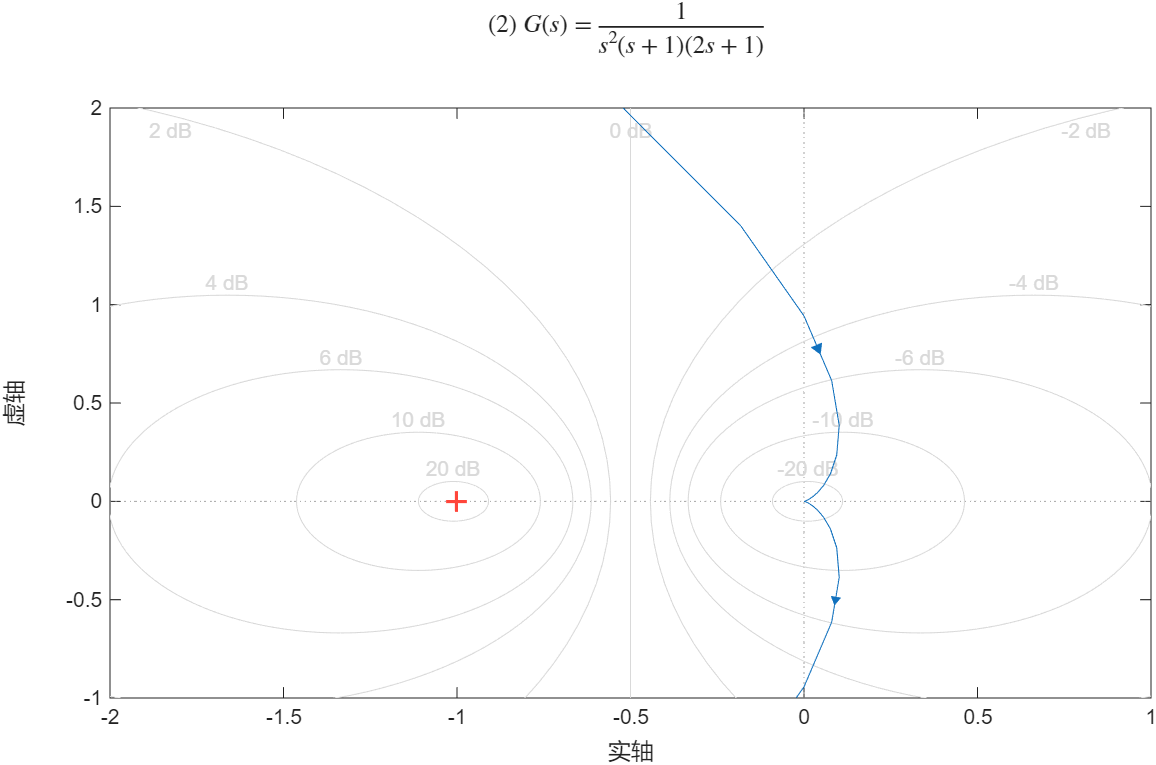 (2) G(s) = \frac{1}{s^2(s + 1)(2s + 1)}
2
2 dB
0 dB
-2 dB
1.5
4 dB
-4 dB
1
6 dB
-6 dB
0.5
10 dB
-10 dB
虚轴
20 dB
-20 dB
0
-0.5
-1
-2
-1.5
-1
-0.5
0
0.5
1
实轴